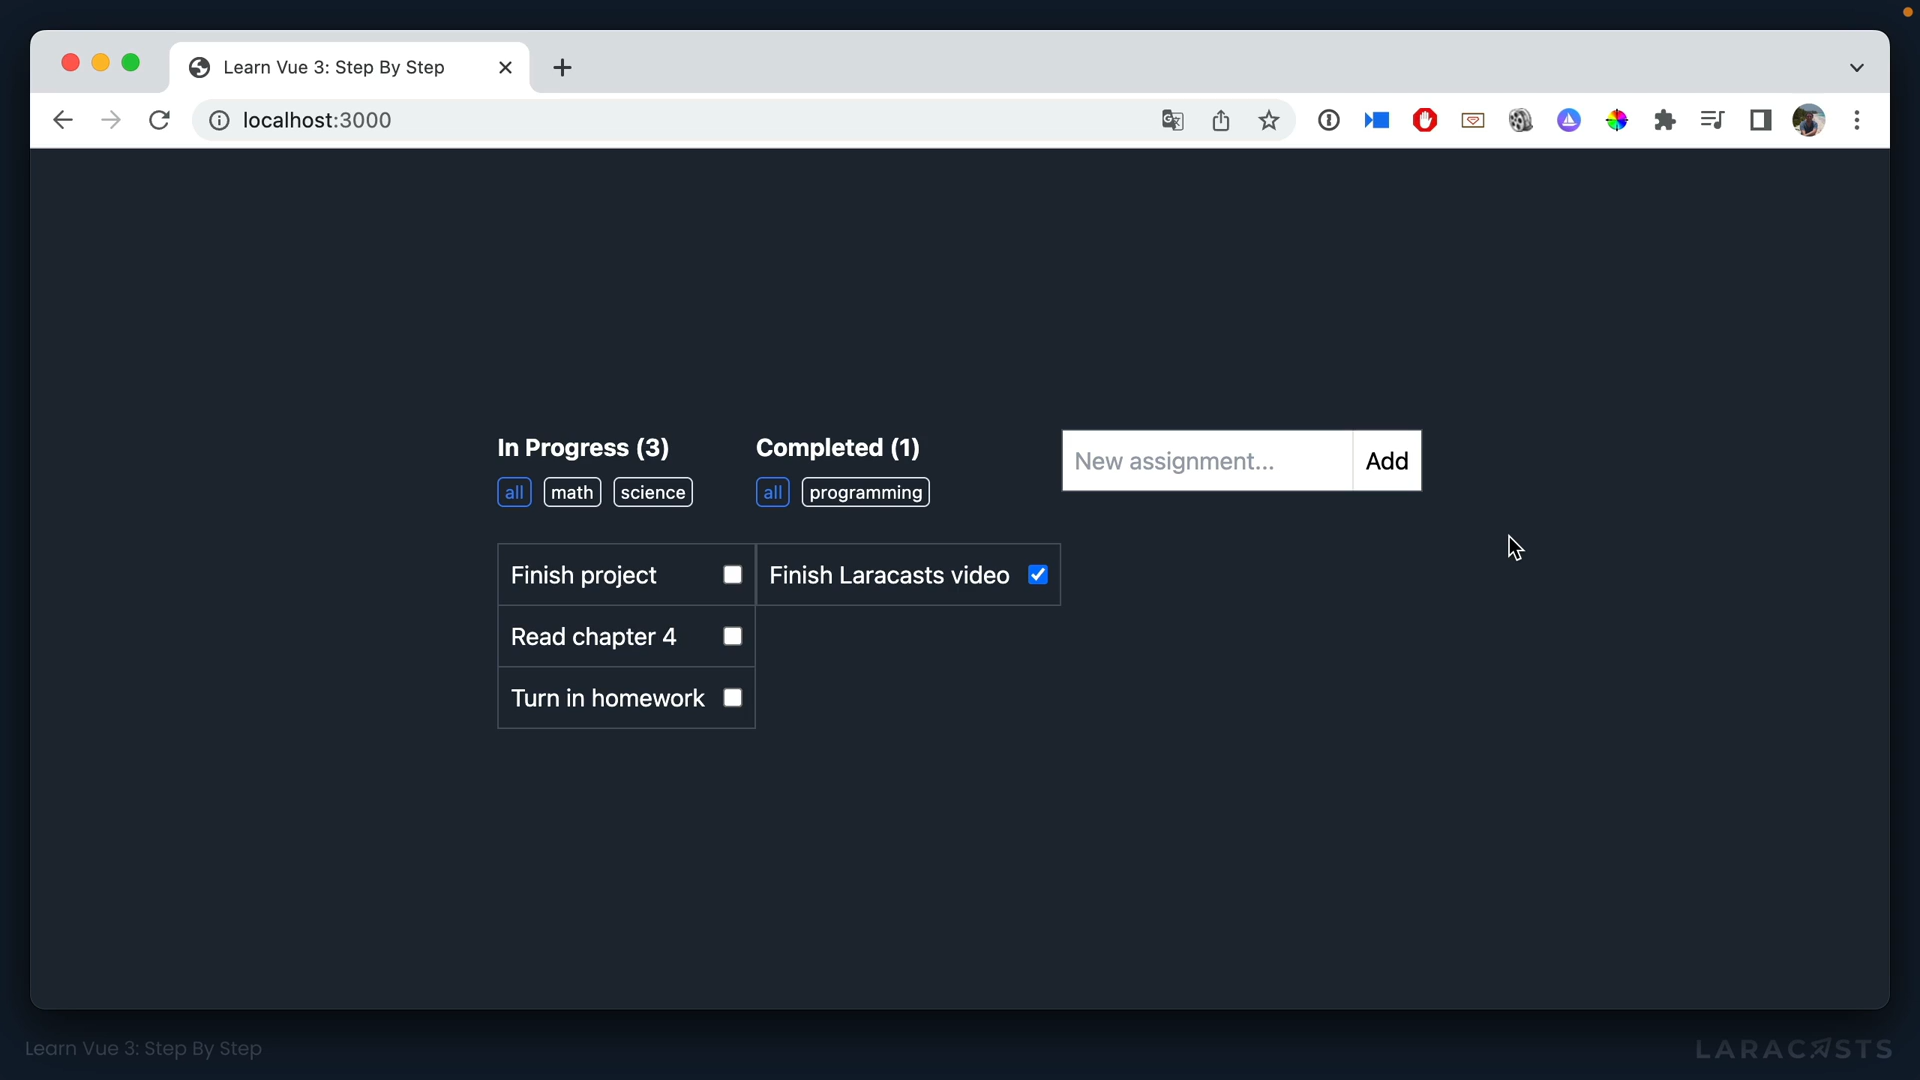 Learn Vue 3: Step By Step
localhost:3000
In Progress (3)
all math science
Finish project
Read chapter 4
Turn in homework
Completed (1)
all programming
Finish Laracasts video
New assignment... Add
Learn Vue 3: Step By Step
LARACASTS